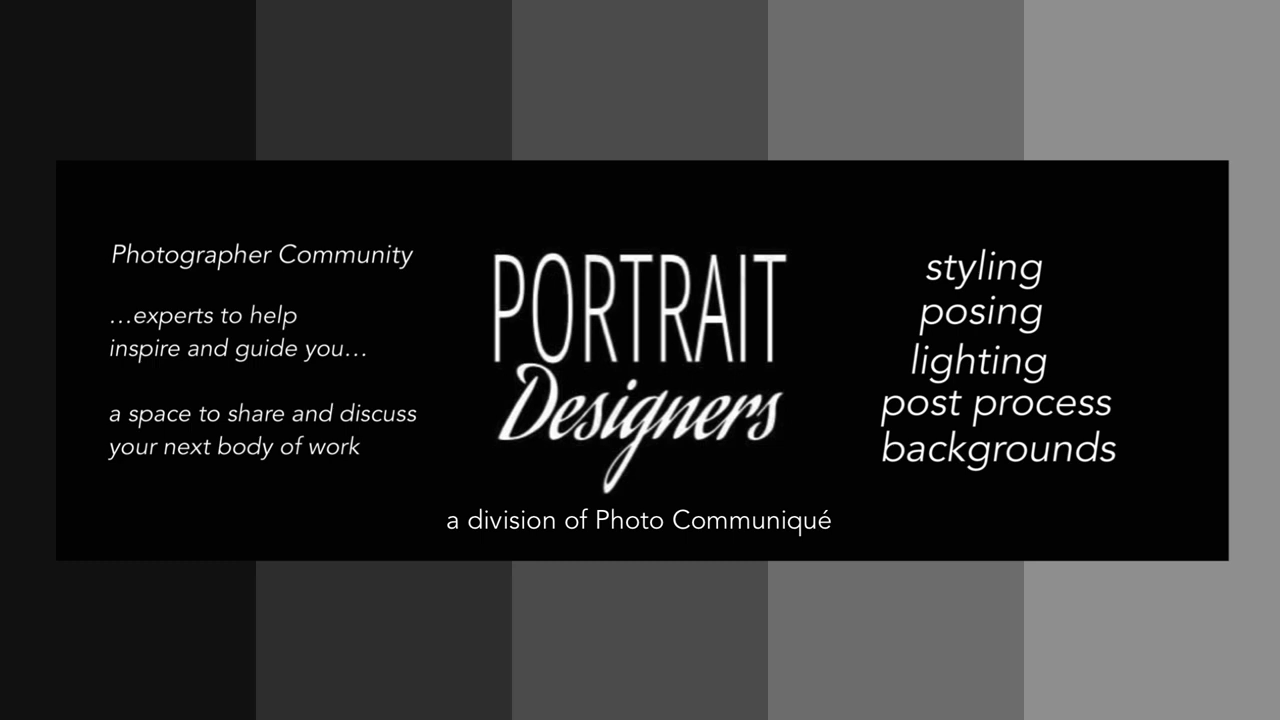 Photographer Community
…experts to help
inspire and guide you…
a space to share and discuss
your next body of work
PORTRAIT
Designers
a division of Photo Communiqué
styling
posing
lighting
post process
backgrounds